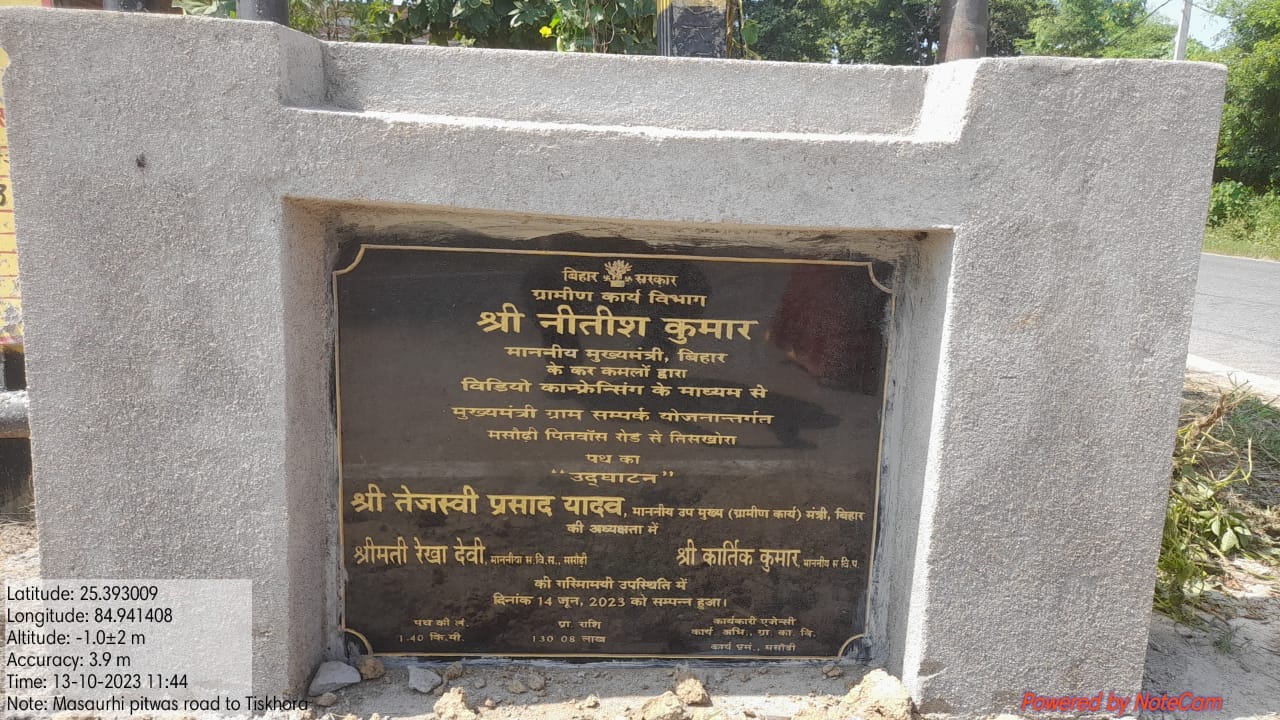 बिहार सरकार
ग्रामीण कार्य विभाग
श्री नीतीश कुमार
माननीय मुख्यमंत्री, बिहार
के कर कमलों द्वारा
विडियो कान्फ्रेन्सिंग के माध्यम से
मुख्यमंत्री ग्राम सम्पर्क योजनान्तर्गत
मसौढ़ी पितवाँस रोड से तिसखोरा
पथ का
"उद्घाटन"
श्री तेजस्वी प्रसाद यादव, माननीय उप मुख्य (ग्रामीण कार्य) मंत्री, बिहार
की अध्यक्षता में
श्रीमती रेखा देवी, माननीया स.वि.स., मसौढ़ी श्री कार्तिक कुमार, माननीय स वि.प.
की गरिमामयी उपस्थिति में
दिनांक 14 जून, 2023 को सम्पन्न हुआ।
पथ की लं. प्रा. राशि कार्यकारी एजेन्सी
1.40 कि.मी. 130 08 लाख कार्य अभि., ग्रा. का. वि.
कार्य प्रमं., मसौढ़ी
Latitude: 25.393009
Longitude: 84.941408
Altitude: -1.0±2 m
Accuracy: 3.9 m
Time: 13-10-2023 11:44
Note: Masaurhi pitwas road to Tiskhora
Powered by NoteCam